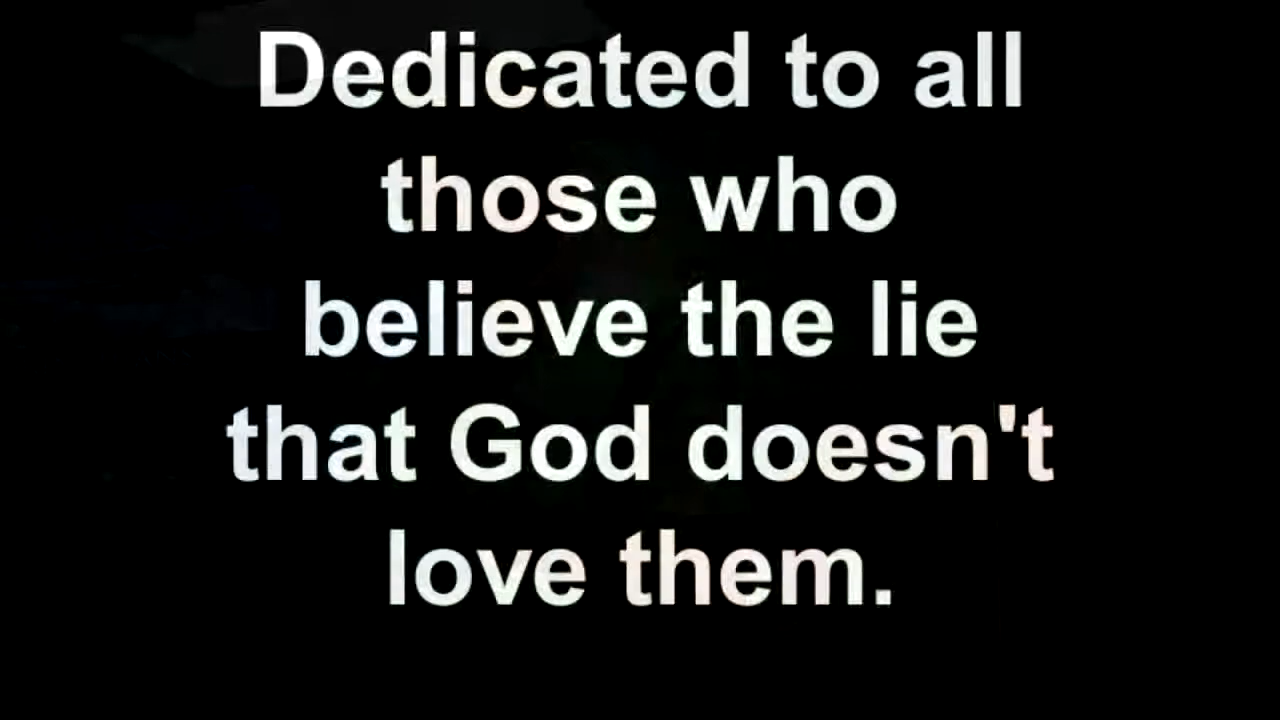 Dedicated to all
those who
believe the lie
that God doesn't
love them.